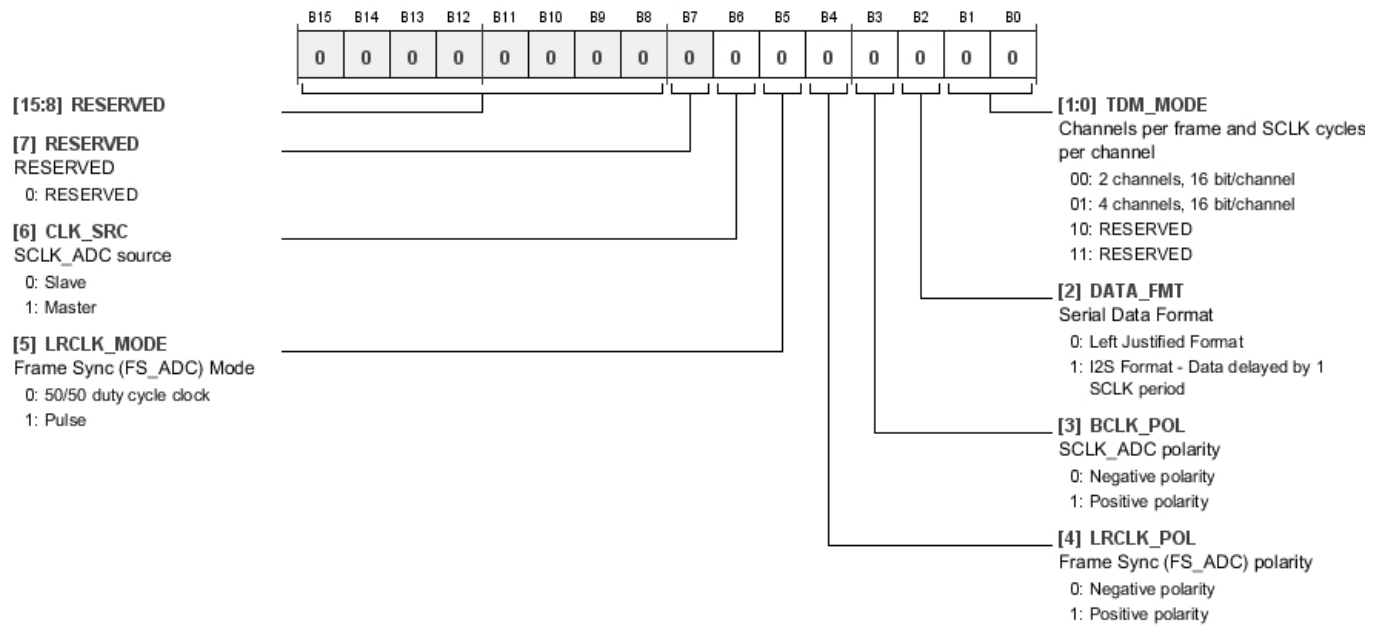 B15 B14 B13 B12 B11 B10 B9 B8 B7 B6 B5 B4 B3 B2 B1 B0
0 0 0 0 0 0 0 0 0 0 0 0 0 0 0 0
[15:8] RESERVED
[7] RESERVED
RESERVED
0: RESERVED
[6] CLK_SRC
SCLK_ADC source
0: Slave
1: Master
[5] LRCLK_MODE
Frame Sync (FS_ADC) Mode
0: 50/50 duty cycle clock
1: Pulse
[1:0] TDM_MODE
Channels per frame and SCLK cycles
per channel
00: 2 channels, 16 bit/channel
01: 4 channels, 16 bit/channel
10: RESERVED
11: RESERVED
[2] DATA_FMT
Serial Data Format
0: Left Justified Format
1: I2S Format - Data delayed by 1
SCLK period
[3] BCLK_POL
SCLK_ADC polarity
0: Negative polarity
1: Positive polarity
[4] LRCLK_POL
Frame Sync (FS_ADC) polarity
0: Negative polarity
1: Positive polarity